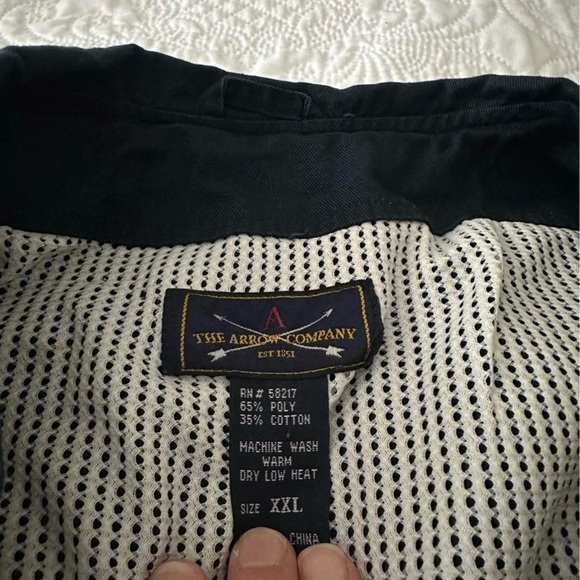 A
THE ARROW COMPANY
EST 1851
RN# 58217
65% POLY
35% COTTON
MACHINE WASH
WARM
DRY LOW HEAT
SIZE XXL
CHINA